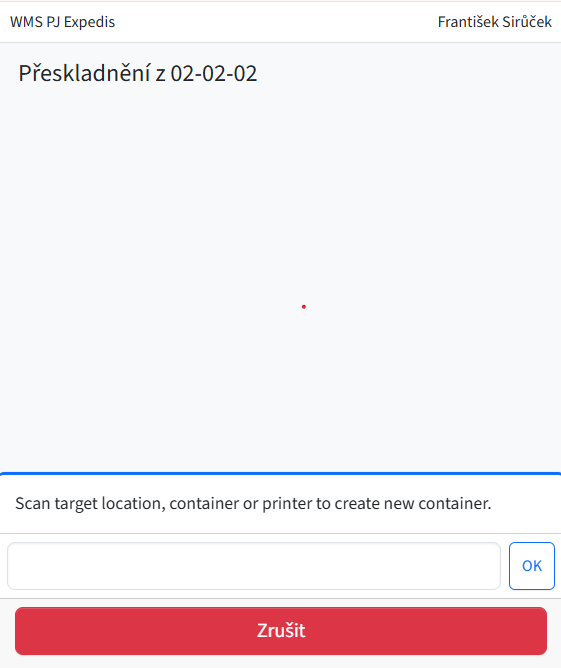 WMS PJ Expedis
František Sirůček
Přeskladnění z 02-02-02
Scan target location, container or printer to create new container.
OK
Zrušit